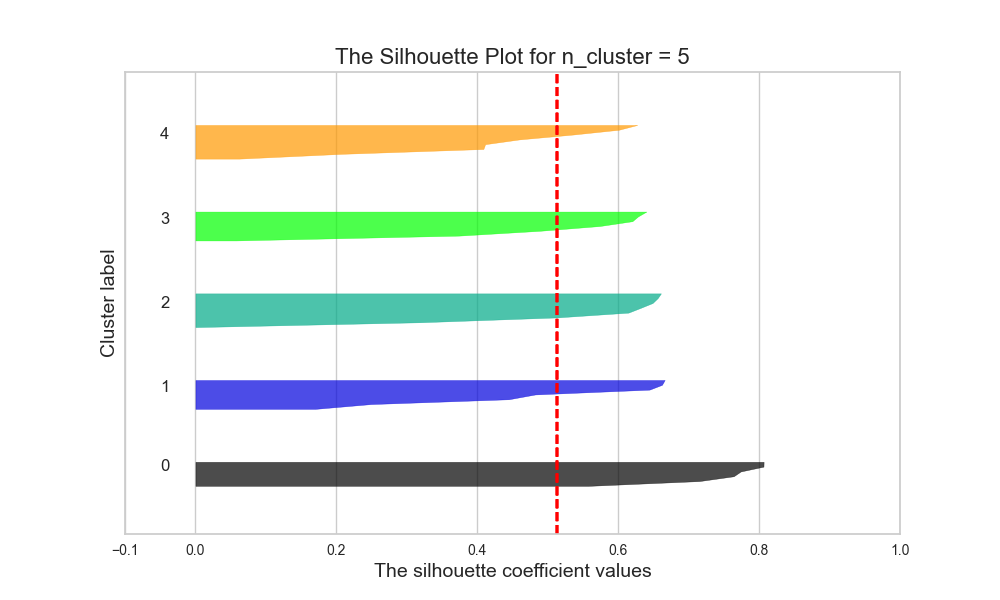 The Silhouette Plot for n_cluster = 5
Cluster label
4
3
2
1
0
−0.1 0.0 0.2 0.4 0.6 0.8 1.0
The silhouette coefficient values